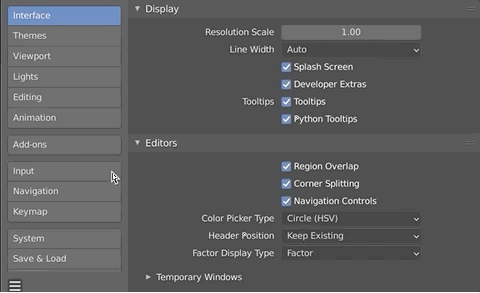 Interface
Themes
Viewport
Lights
Editing
Animation
Add-ons
Input
Navigation
Keymap
System
Save & Load
Display
Resolution Scale 1.00
Line Width Auto
Splash Screen
Developer Extras
Tooltips Tooltips
Python Tooltips
Editors
Region Overlap
Corner Splitting
Navigation Controls
Color Picker Type Circle (HSV)
Header Position Keep Existing
Factor Display Type Factor
Temporary Windows